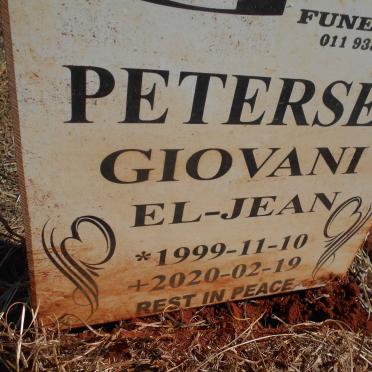 FUNE
011 93
PETERSE
GIOVANI
EL-JEAN
*1999-11-10
+2020-02-19
REST IN PEACE